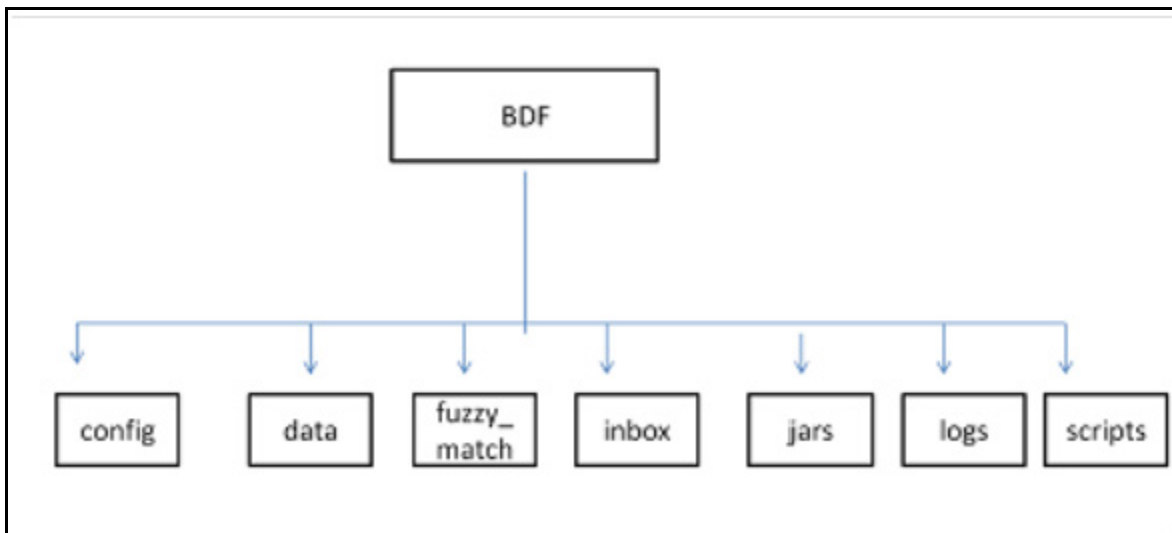 BDF
config
data
fuzzy_
match
inbox
jars
logs
scripts